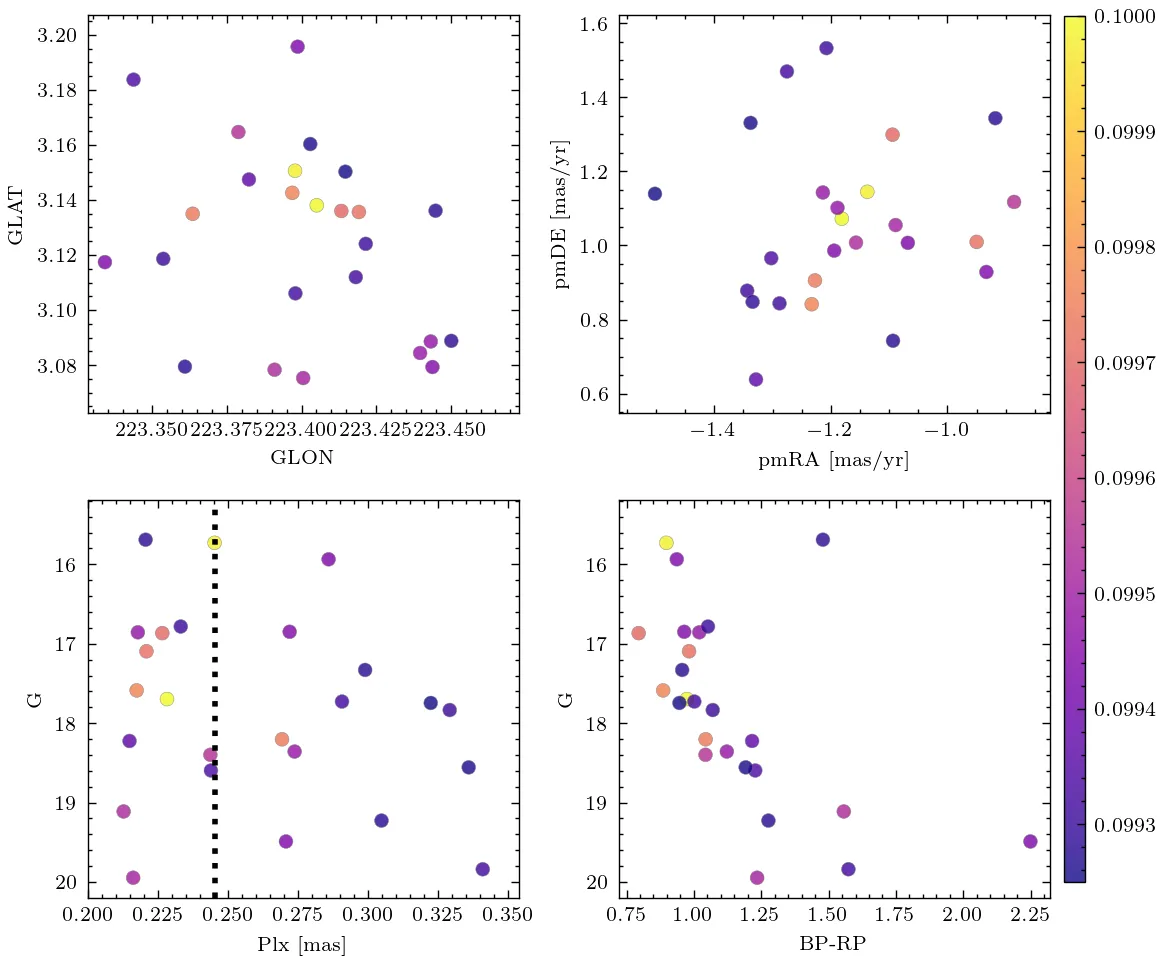 3.20
3.18
3.16
3.14
3.12
3.10
3.08
GLAT
223.350 223.375 223.400 223.425 223.450
GLON
1.6
1.4
1.2
1.0
0.8
0.6
pmDE [mas/yr]
−1.4 −1.2 −1.0
pmRA [mas/yr]
0.1000
0.0999
0.0998
0.0997
0.0996
0.0995
0.0994
0.0993
16
17
18
19
20
G
0.200 0.225 0.250 0.275 0.300 0.325 0.350
Plx [mas]
16
17
18
19
20
G
0.75 1.00 1.25 1.50 1.75 2.00 2.25
BP-RP